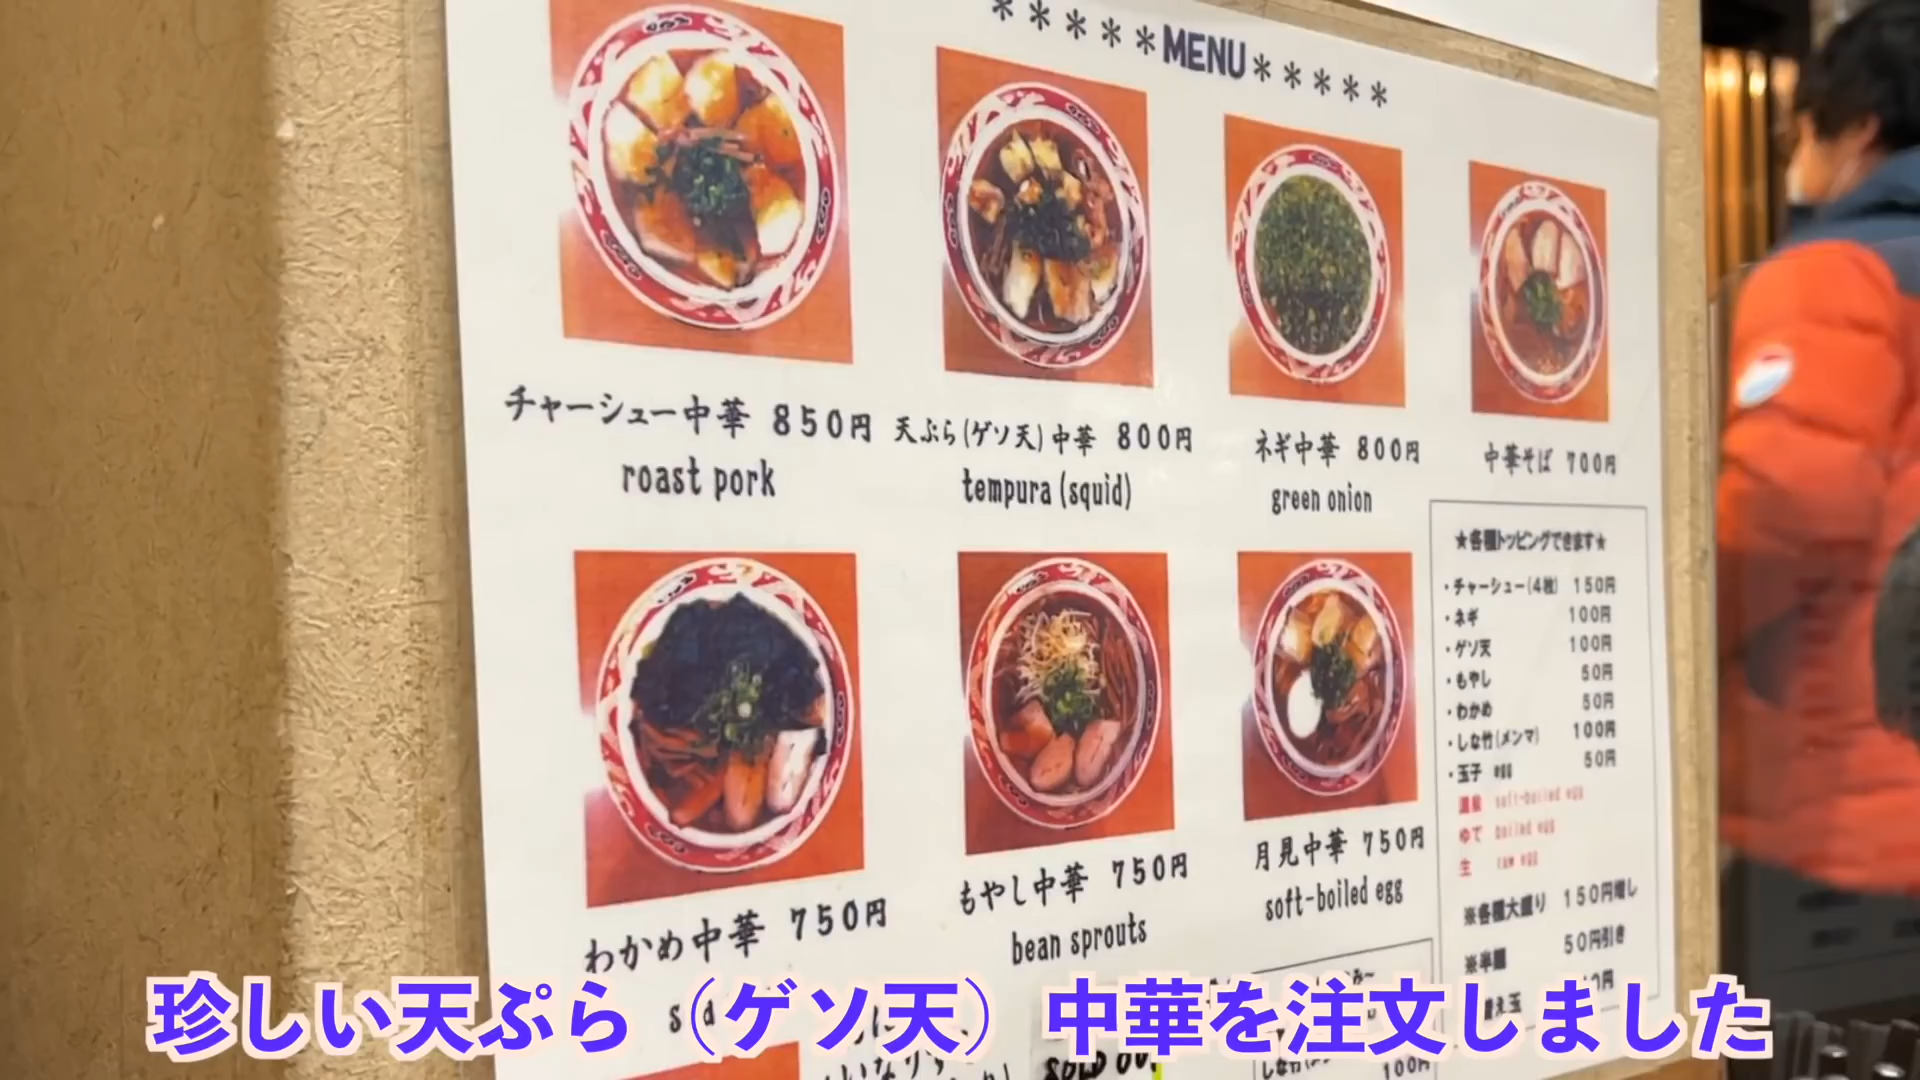 *****MENU*****
チャーシュー中華 850円
roast pork
天ぷら(ゲソ天)中華 800円
tempura (squid)
ネギ中華 800円
green onion
中華そば 700円
わかめ中華 750円
もやし中華 750円
bean sprouts
月見中華 750円
soft-boiled egg
★各種トッピングできます★
・チャーシュー(4枚) 150円
・ネギ 100円
・ゲソ天 100円
・もやし 50円
・わかめ 50円
・しな竹(メンマ) 100円
・玉子 egg 50円
温泉 soft-boiled egg
ゆで boiled egg
生 raw egg
※各種大盛り 150円増し
※半麺 50円引き
替え玉
SOLD OUT
100円
珍しい天ぷら（ゲソ天）中華を注文しました